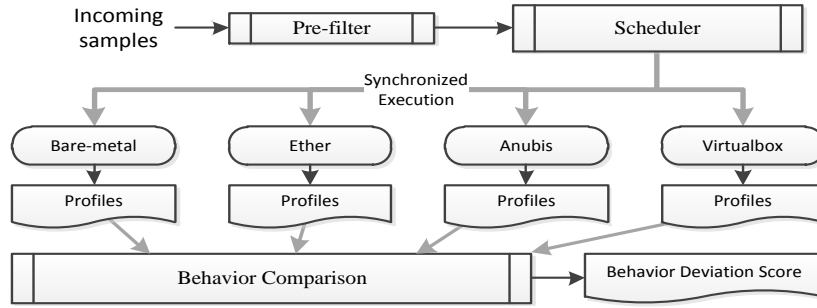 Incoming
samples
Pre-filter
Scheduler
Synchronized
Execution
Bare-metal
Ether
Anubis
Virtualbox
Profiles
Profiles
Profiles
Profiles
Behavior Comparison
Behavior Deviation Score